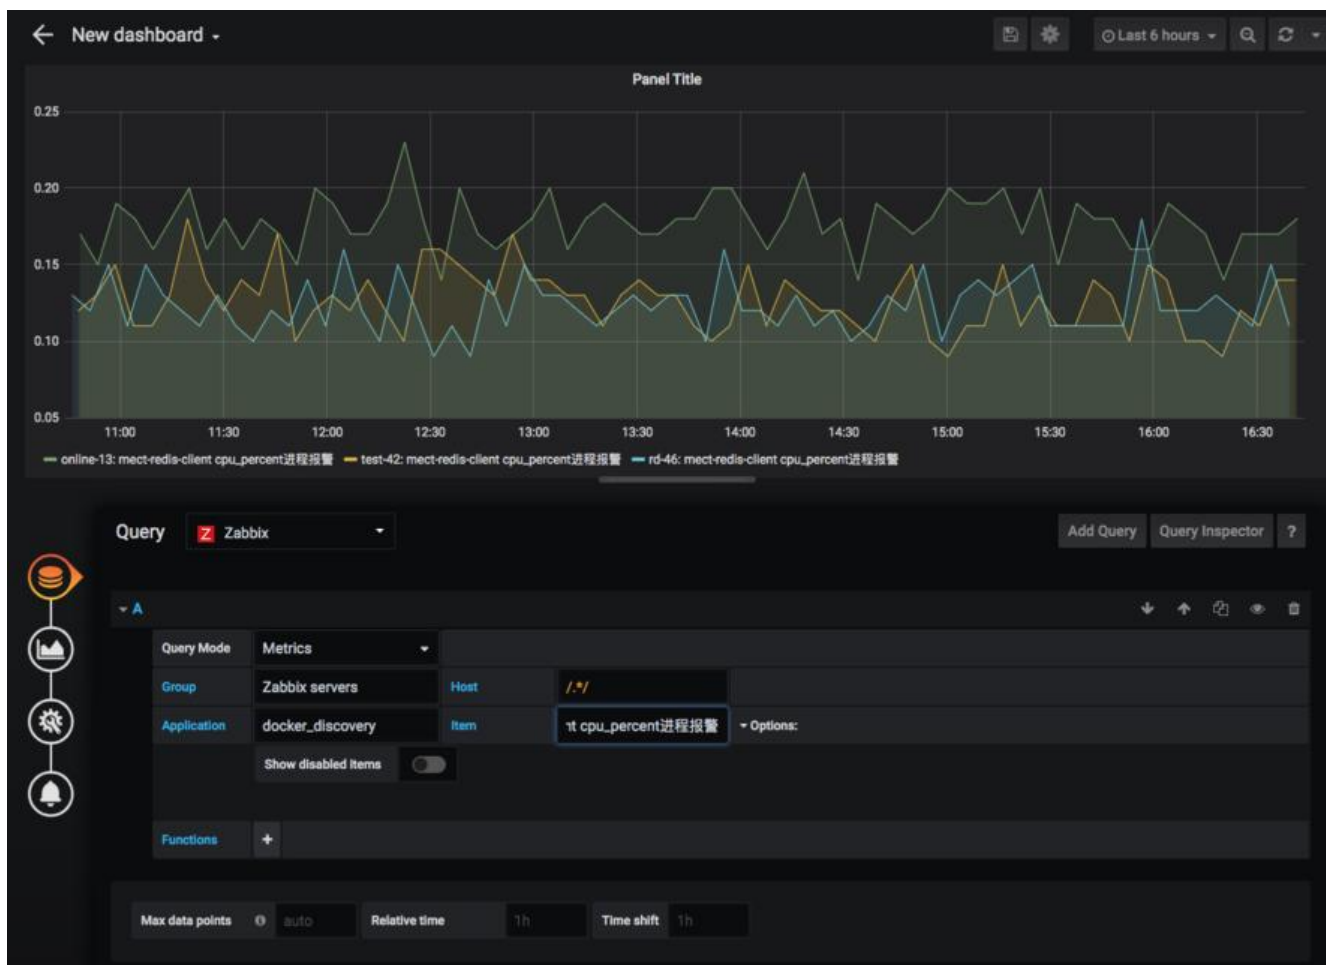 New dashboard
Last 6 hours
Panel Title
0.25
0.20
0.15
0.10
0.05
11:00 11:30 12:00 12:30 13:00 13:30 14:00 14:30 15:00 15:30 16:00 16:30
online-13: mect-redis-client cpu_percent进程报警 test-42: mect-redis-client cpu_percent进程报警 rd-46: mect-redis-client cpu_percent进程报警
Query Z Zabbix Add Query Query Inspector ?
A
Query Mode Metrics
Group Zabbix servers Host /.*/
Application docker_discovery Item nt cpu_percent进程报警 Options:
Show disabled items
Functions +
Max data points auto Relative time 1h Time shift 1h